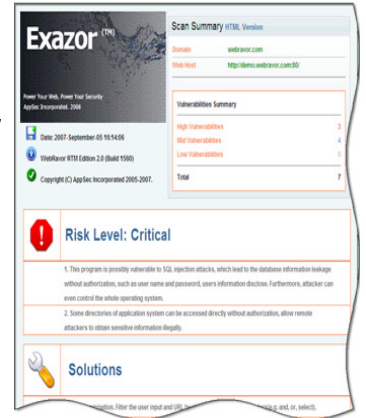 Exazor (TM)
Power Your Web, Power Your Security
AppSec Incorporated. 2008
Date: 2007-September-05 16:14:06
WebRavor RTM Edition 2.0 (Build 1560)
Copyright (C) AppSec Incorporated 2005-2007.
Scan Summary HTML Version
Domain webravor.com
Web Host http://demo.webravor.com:80/
Vulnerabilities Summary
High Vulnerabilities 3
Mid Vulnerabilities 4
Low Vulnerabilities
Total 7
Risk Level: Critical
1. This program is possibly vulnerable to SQL injection attacks, which lead to the database information leakage
without authorization, such as user name and password, users information disclose. Furthermore, attacker can
even control the whole operating system.
2. Some directories of application system can be accessed directly without authorization, allow remote
attackers to obtain sensitive information illegally.
Solutions
Filter the user input and URL
and, or, select).